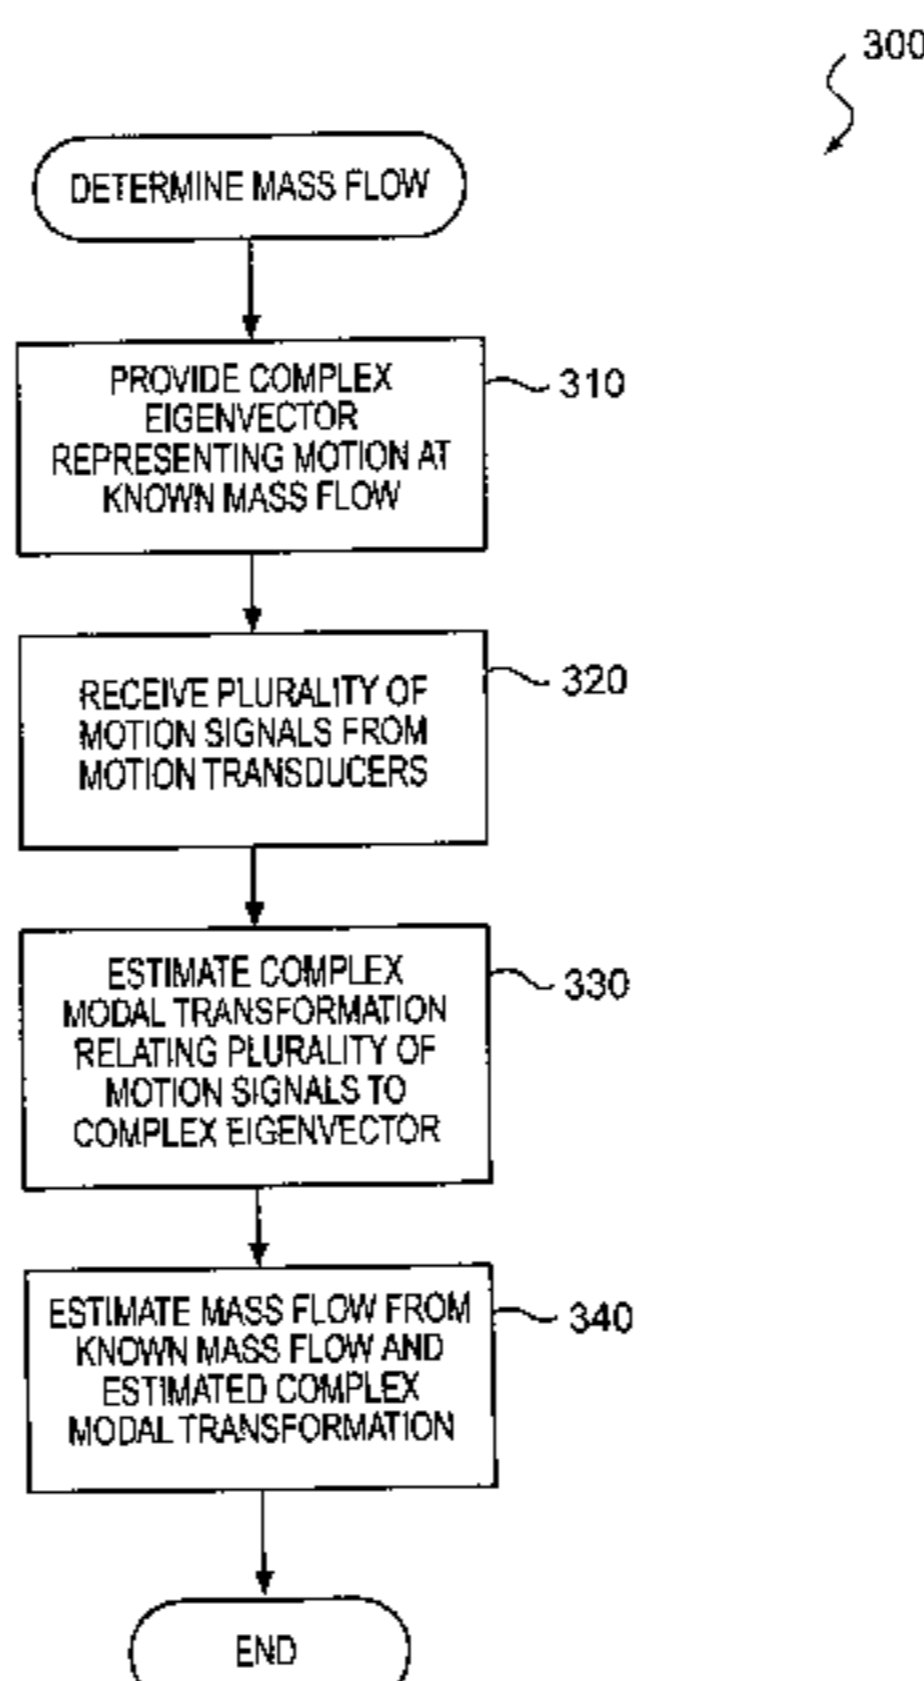 300
DETERMINE MASS FLOW
PROVIDE COMPLEX
EIGENVECTOR
REPRESENTING MOTION AT
KNOWN MASS FLOW
310
RECEIVE PLURALITY OF
MOTION SIGNALS FROM
MOTION TRANSDUCERS
320
ESTIMATE COMPLEX
MODAL TRANSFORMATION
RELATING PLURALITY OF
MOTION SIGNALS TO
COMPLEX EIGENVECTOR
330
ESTIMATE MASS FLOW FROM
KNOWN MASS FLOW AND
ESTIMATED COMPLEX
MODAL TRANSFORMATION
340
END